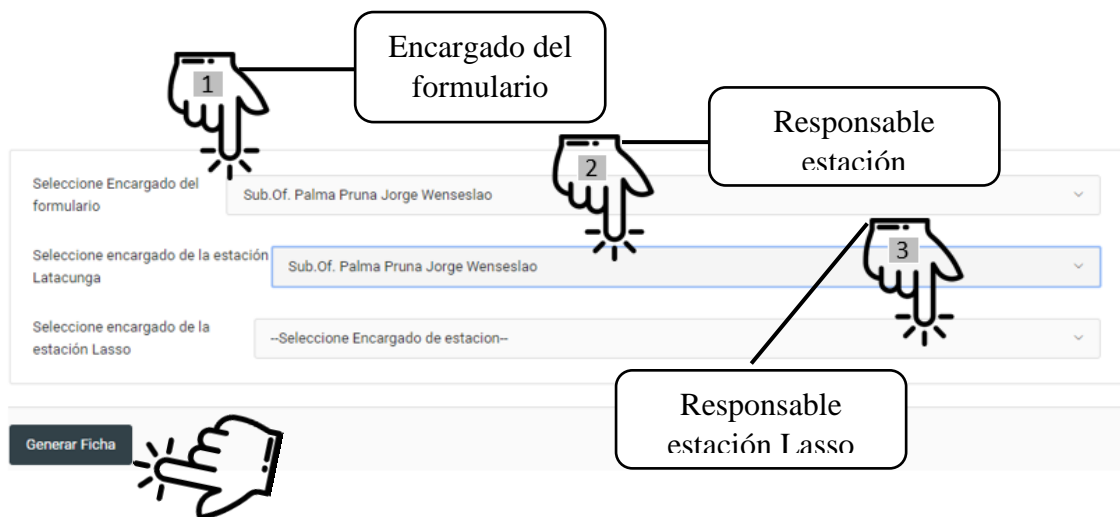 Encargado del
formulario
1
Responsable
estación
2
Seleccione Encargado del
formulario
Sub.Of. Palma Pruna Jorge Wenseslao
3
Seleccione encargado de la estación
Latacunga
Sub.Of. Palma Pruna Jorge Wenseslao
Seleccione encargado de la
estación Lasso
--Seleccione Encargado de estacion--
Responsable
estación Lasso
Generar Ficha